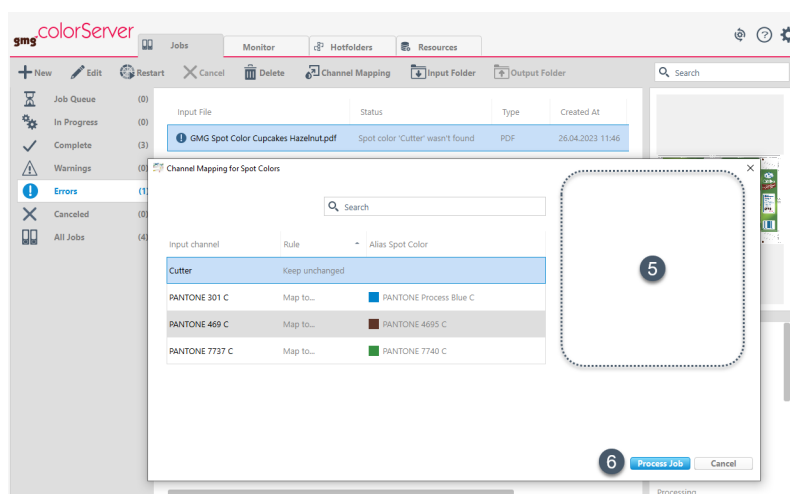 gmg colorServer
Jobs Monitor Hotfolders Resources
New Edit Restart Cancel Delete Channel Mapping Input Folder Output Folder Search
Job Queue (0)
In Progress (0)
Complete (3)
Warnings (0)
Errors (1)
Canceled (0)
All Jobs (4)
Input File Status Type Created At
GMG Spot Color Cupcakes Hazelnut.pdf Spot color 'Cutter' wasn't found PDF 26.04.2023 11:46
Channel Mapping for Spot Colors
Search
Input channel Rule Alias Spot Color
Cutter Keep unchanged
PANTONE 301 C Map to... PANTONE Process Blue C
PANTONE 469 C Map to... PANTONE 4695 C
PANTONE 7737 C Map to... PANTONE 7740 C
5
6 Process Job Cancel
Processing